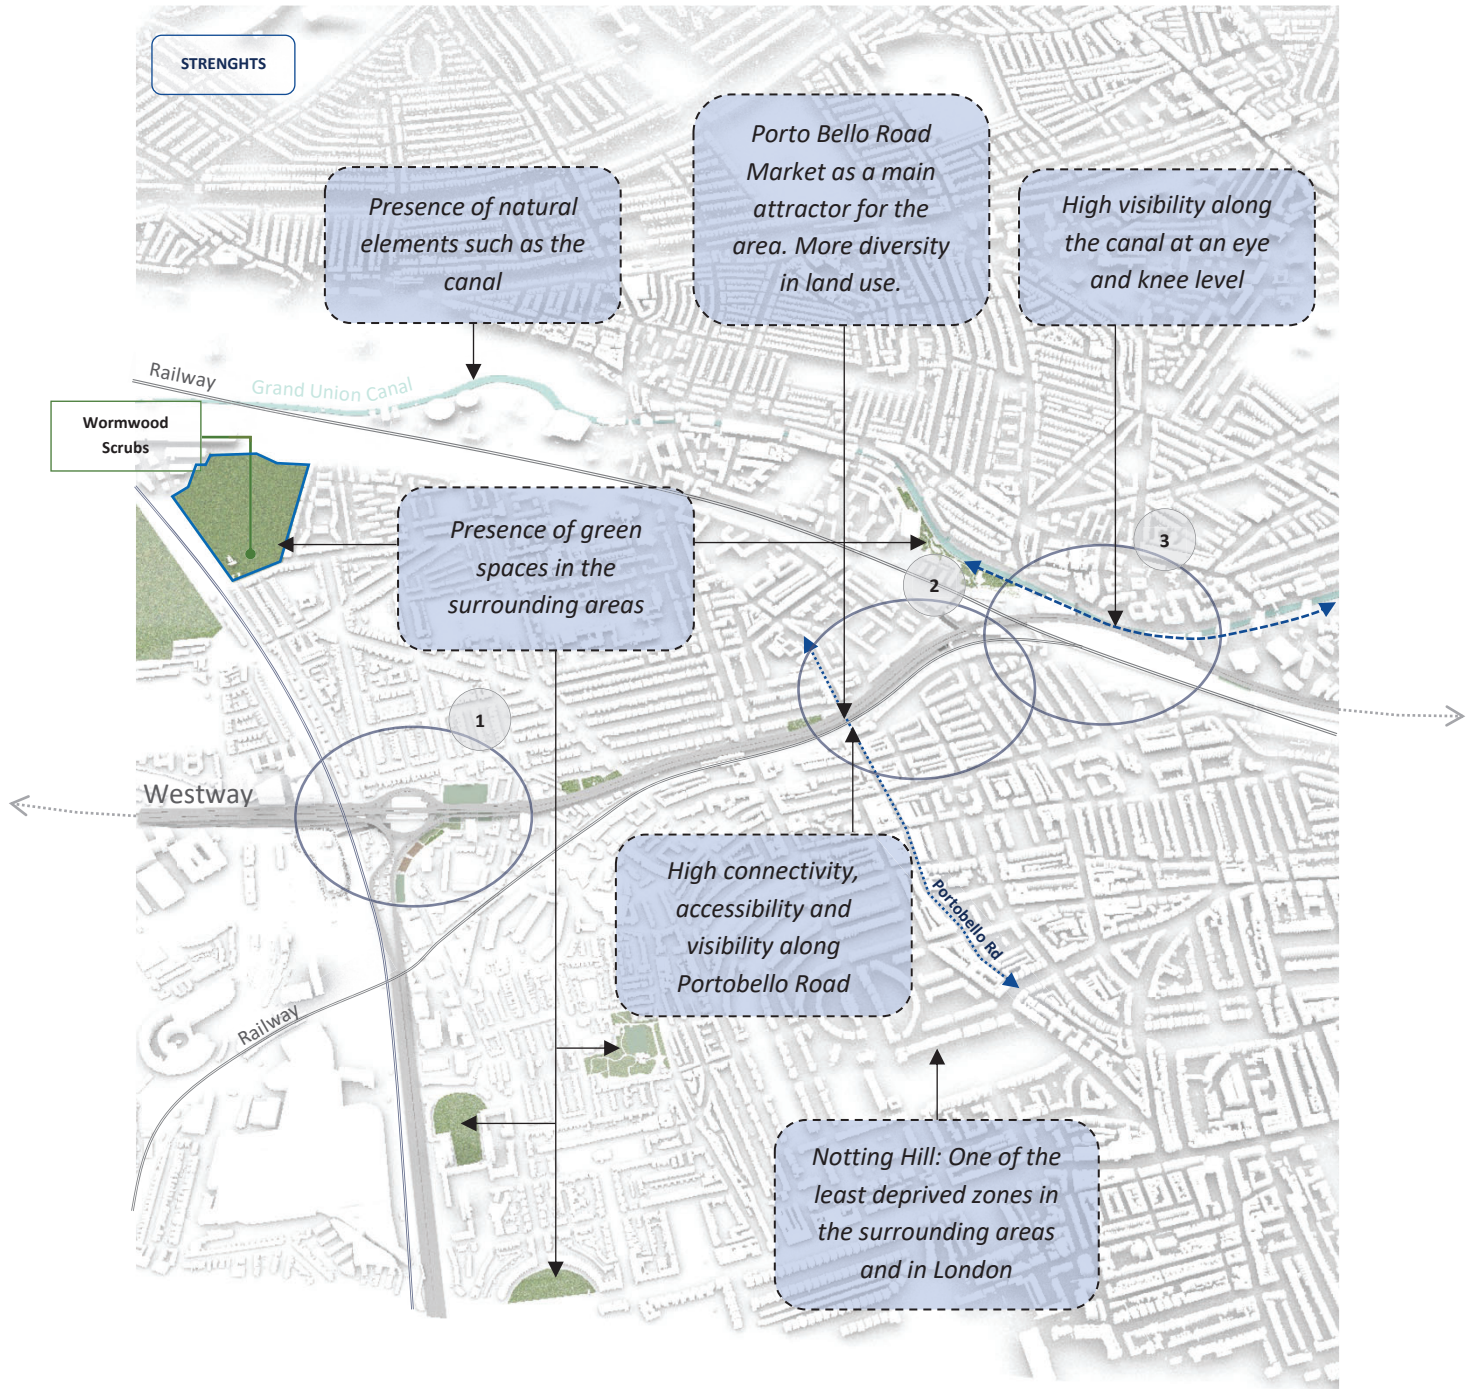 STRENGHTS
Porto Bello Road
Market as a main
attractor for the
area. More diversity
in land use.
Presence of natural
elements such as the
canal
High visibility along
the canal at an eye
and knee level
Railway
Grand Union Canal
Wormwood
Scrubs
Presence of green
spaces in the
surrounding areas
3
2
1
Westway
High connectivity,
accessibility and
visibility along
Portobello Road
Portobello Rd
Railway
Notting Hill: One of the
least deprived zones in
the surrounding areas
and in London